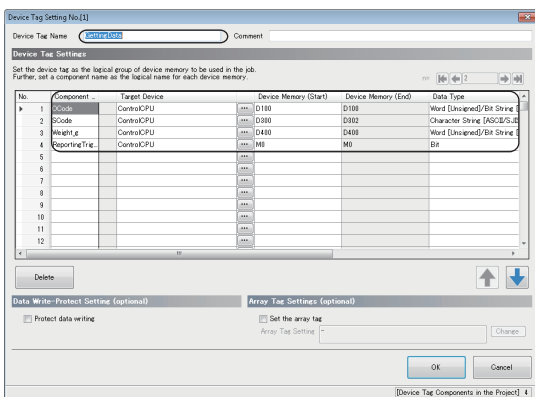 Device Tag Setting No.[1]
Device Tag Name SettingData Comment
Device Tag Settings
Set the device tag as the logical group of device memory to be used in the job.
Further, set a component name as the logical name for each device memory.
2
No. Component .. Target Device Device Memory (Start) Device Memory (End) Data Type
1 DCode ControlCPU ... D100 D100 Word [Unsigned]/Bit String [
2 SCode ControlCPU ... D300 D302 Character String [ASCII/SJI
3 Weight_g ControlCPU ... D400 D400 Word [Unsigned]/Bit String [
4 ReportingTrig... ControlCPU ... M0 M0 Bit
5 ...
6 ...
7 ...
8 ...
9 ...
10 ...
11 ...
12 ...
Delete
Data Write-Protect Setting (optional) Array Tag Settings (optional)
Protect data writing Set the array tag
Array Tag Setting - Change
OK Cancel
[Device Tag Components in the Project] 4